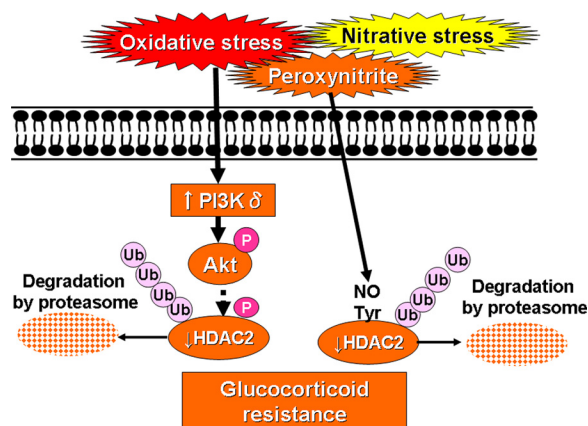 Oxidative stress
Nitrative stress
Peroxynitrite
↑ PI3K δ
P
Akt
P
Ub
Ub
Ub
Ub
Degradation
by proteasome
↓HDAC2
NO
Tyr
Ub
Ub
Ub
Ub
Degradation
by proteasome
↓HDAC2
Glucocorticoid
resistance